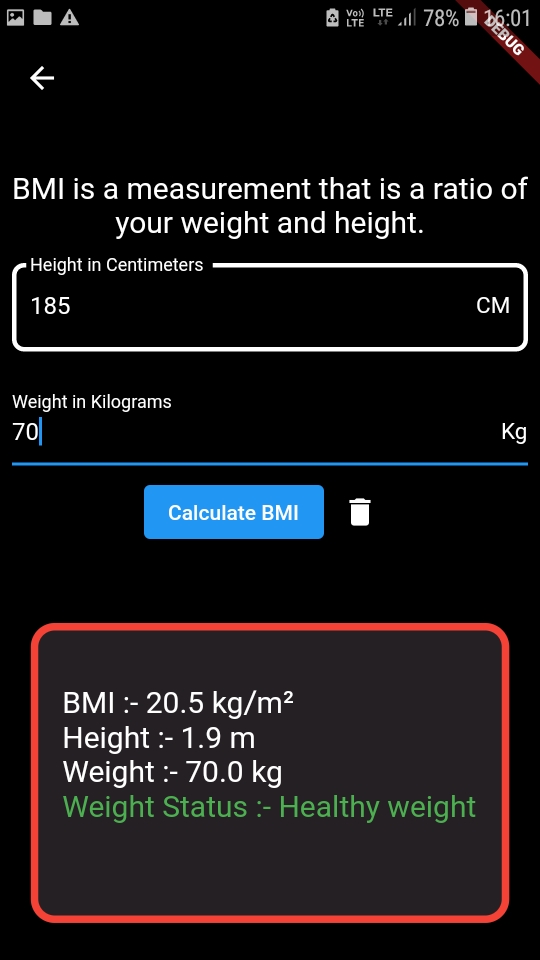 Vo)) LTE LTE 78% 16:01
DEBUG
BMI is a measurement that is a ratio of
your weight and height.
Height in Centimeters
185 CM
Weight in Kilograms
70 Kg
Calculate BMI
BMI :- 20.5 kg/m²
Height :- 1.9 m
Weight :- 70.0 kg
Weight Status :- Healthy weight